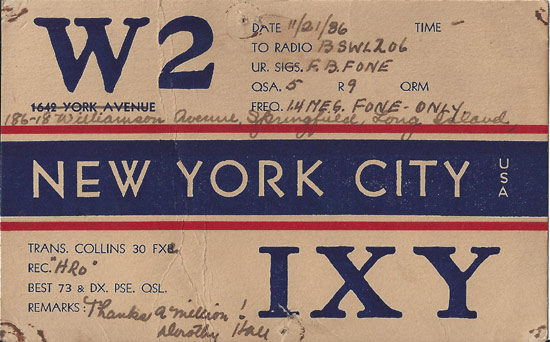 W2
DATE 11/21/36 TIME -
TO RADIO BSWL206
UR. SIGS. F.B. FONE
QSA. 5 R 9 QRM
1642 YORK AVENUE
FREQ. 14 MEG. FONE - ONLY
186-18 Williamson Avenue, Springfield, Long Island,
NEW YORK CITY USA
TRANS. COLLINS 30 FXB
REC. "HRO"
BEST 73 & DX. PSE. QSL.
REMARKS: Thanks a million!
Dorothy Hall
IXY